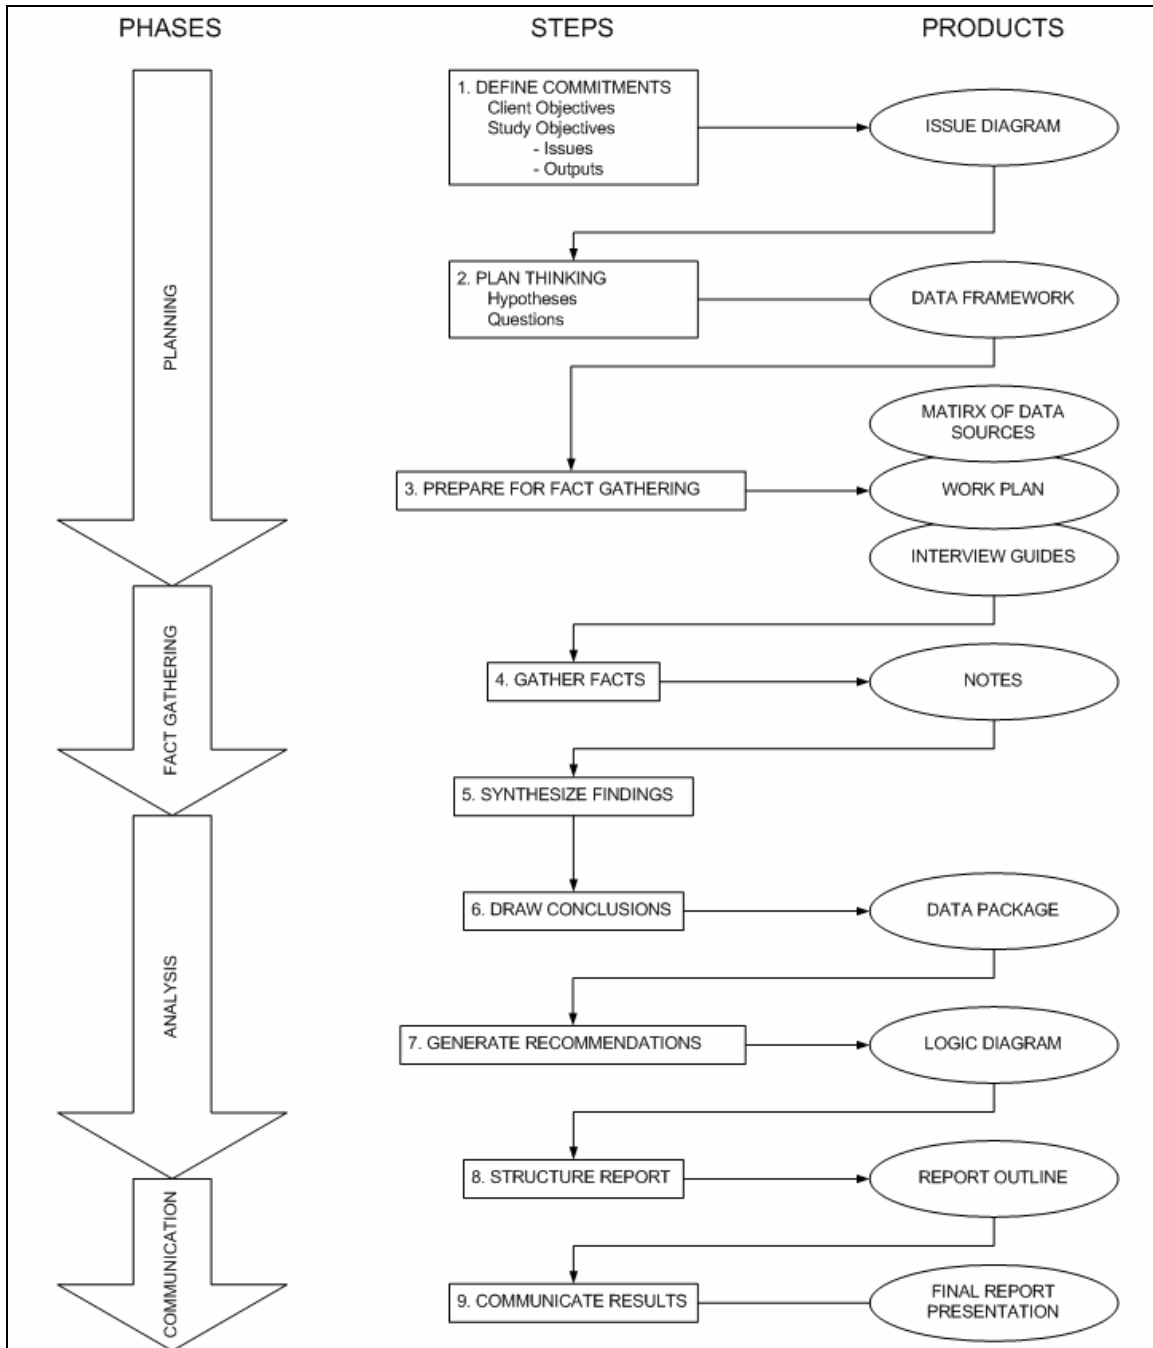 PHASES
STEPS
PRODUCTS
1. DEFINE COMMITMENTS
Client Objectives
Study Objectives
- Issues
- Outputs
ISSUE DIAGRAM
PLANNING
2. PLAN THINKING
Hypotheses
Questions
DATA FRAMEWORK
MATIRX OF DATA
SOURCES
3. PREPARE FOR FACT GATHERING
WORK PLAN
INTERVIEW GUIDES
FACT GATHERING
4. GATHER FACTS
NOTES
5. SYNTHESIZE FINDINGS
6. DRAW CONCLUSIONS
DATA PACKAGE
ANALYSIS
7. GENERATE RECOMMENDATIONS
LOGIC DIAGRAM
8. STRUCTURE REPORT
REPORT OUTLINE
COMMUNICATION
9. COMMUNICATE RESULTS
FINAL REPORT
PRESENTATION